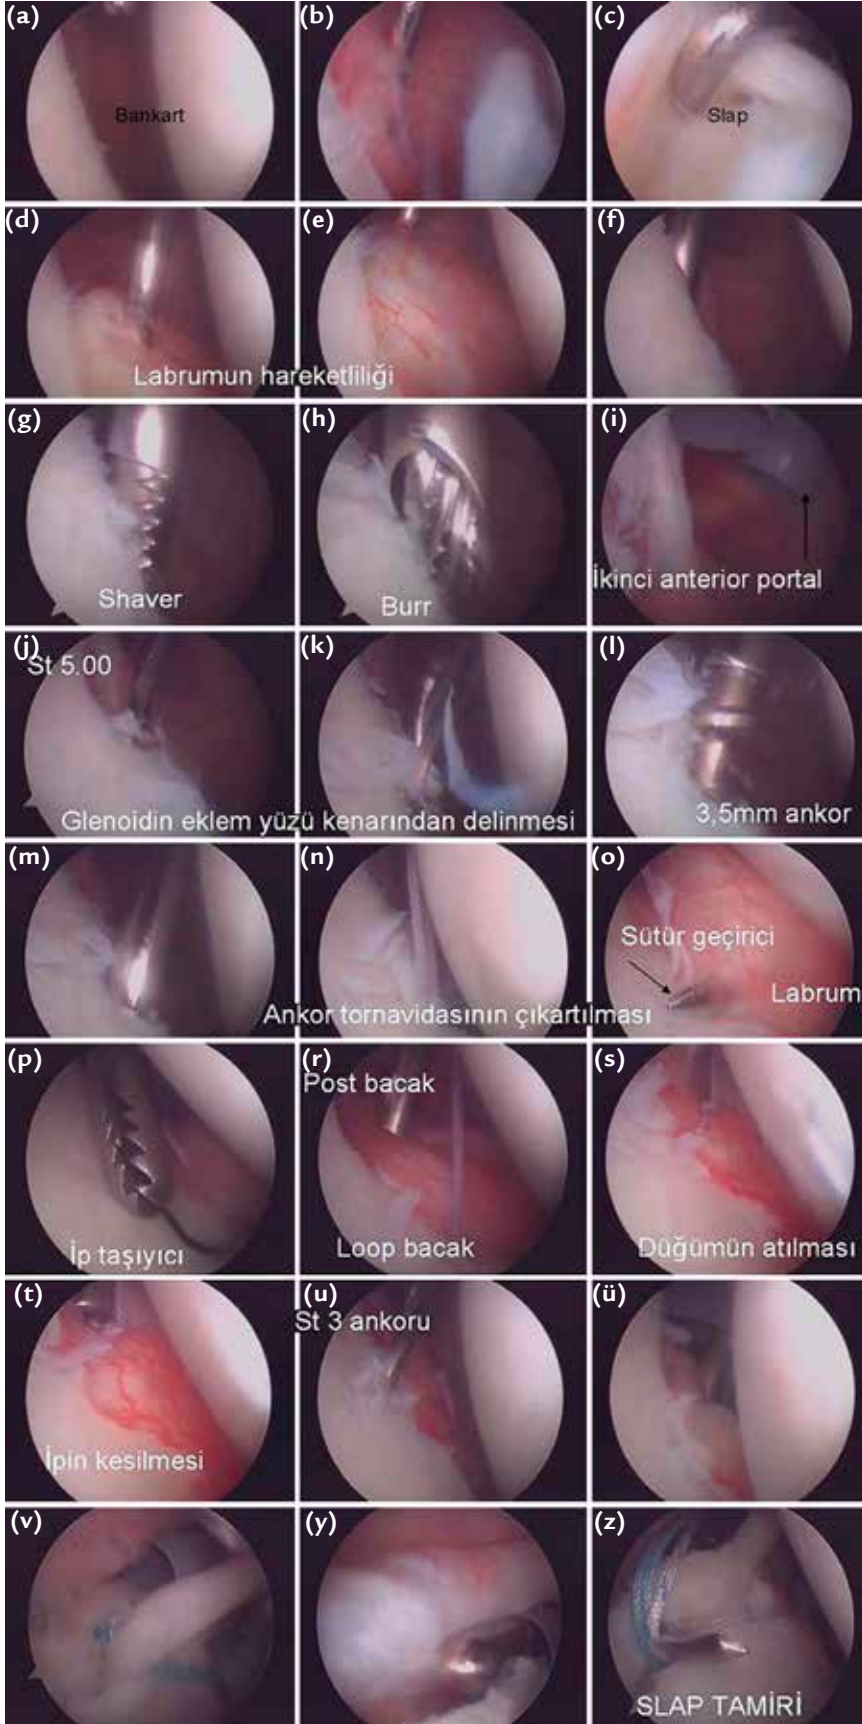 (a)
Bankart
(b)
(c)
Slap
(d)
(e)
Labrumun hareketliliği
(f)
(g)
Shaver
(h)
Burr
(i)
İkinci anterior portal
(j)
St 5.00
(k)
Glenoidin eklem yüzü kenarından delinmesi
(l)
3,5mm ankor
(m)
(n)
Ankor tornavidasının çıkartılması
(o)
Sütür geçirici
Labrum
(p)
İp taşıyıcı
(r)
Post bacak
Loop bacak
(s)
Düğümün atılması
(t)
İpin kesilmesi
(u)
St 3 ankoru
(ü)
(v)
(y)
(z)
SLAP TAMİRİ